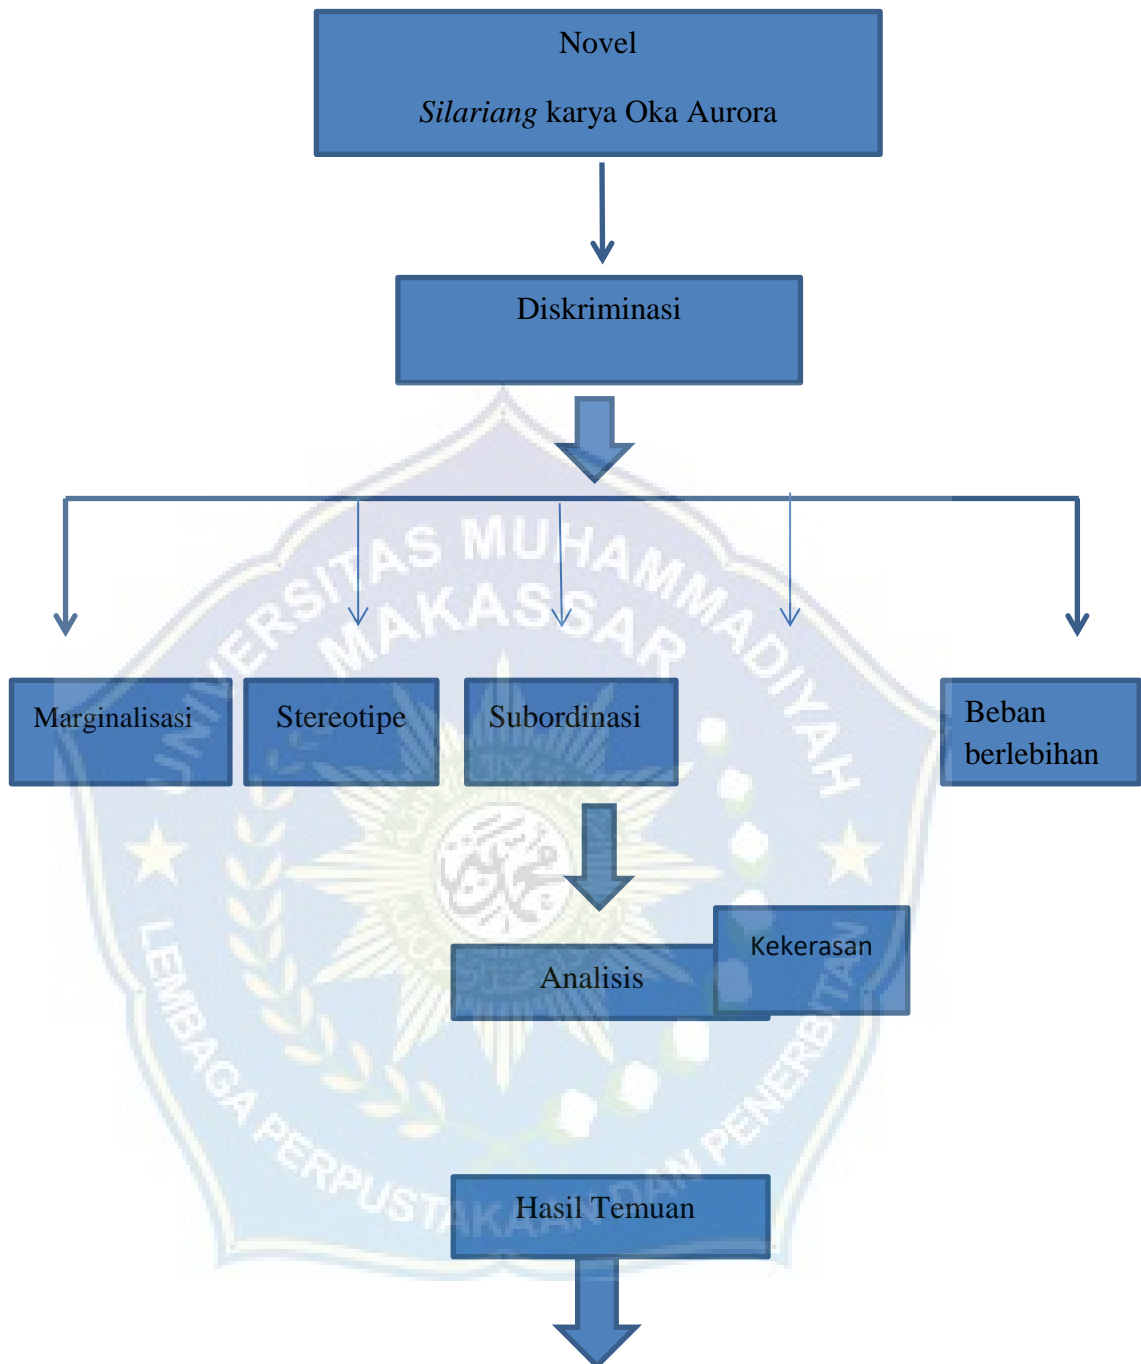 Novel
Silariang karya Oka Aurora
Diskriminasi
UNIVERSITAS MUHAMMADIYAH
MAKASSAR
Marginalisasi
Stereotipe
Subordinasi
Beban
berlebihan
Kekerasan
Analisis
Hasil Temuan
LEMBAGA PERPUSTAKAAN DAN PENERBITAN